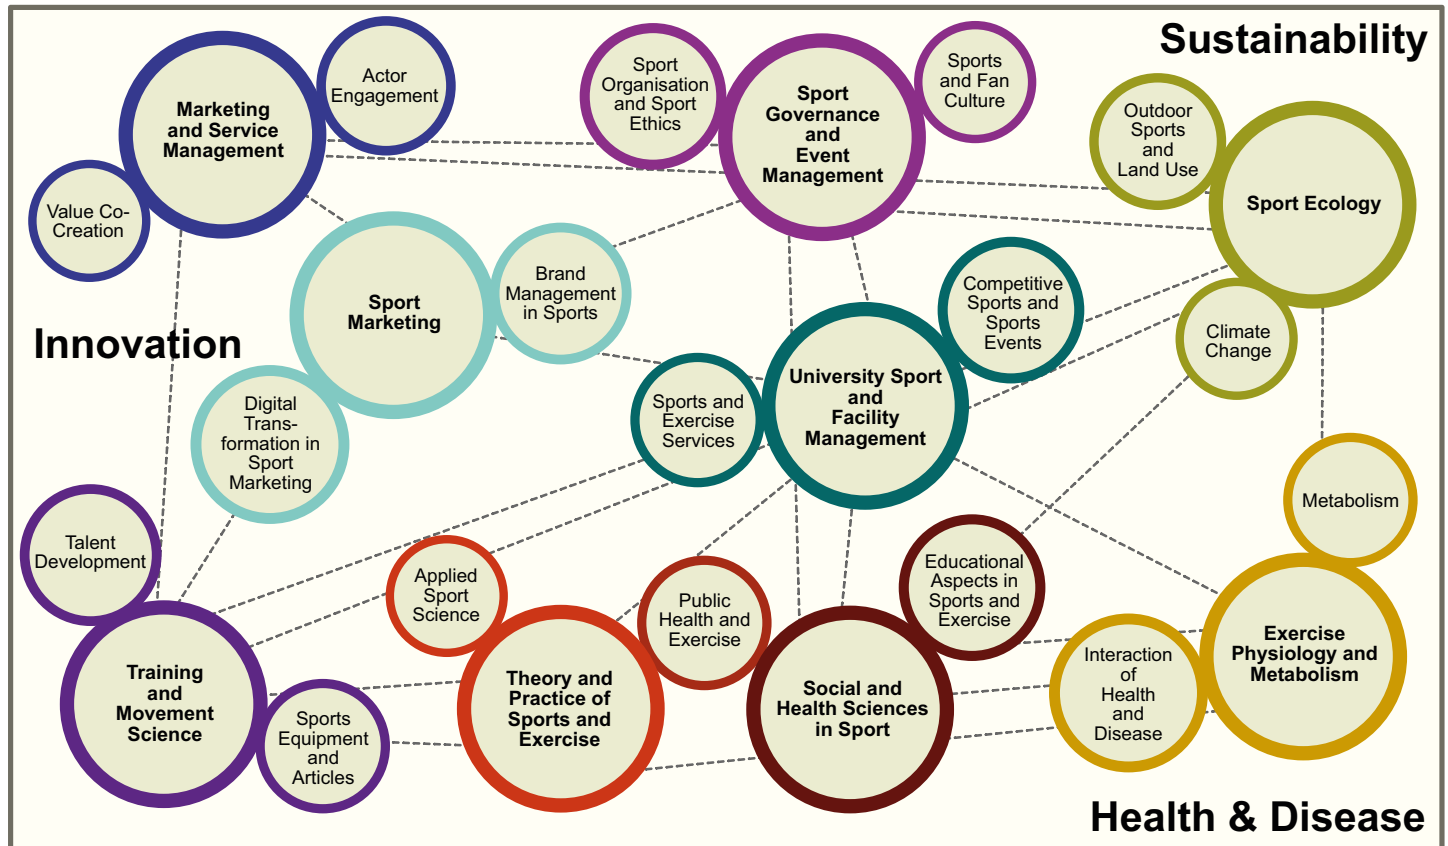 Sustainability
Actor
Engagement
Marketing
and Service
Management
Value Co-
Creation
Sport
Organisation
and Sport
Ethics
Sport
Governance
and
Event
Management
Sports
and Fan
Culture
Outdoor
Sports
and
Land Use
Sport Ecology
Climate
Change
Innovation
Sport
Marketing
Brand
Management
in Sports
Digital
Trans-
formation in
Sport
Marketing
Competitive
Sports and
Sports
Events
University Sport
and
Facility
Management
Sports and
Exercise
Services
Talent
Development
Training
and
Movement
Science
Sports
Equipment
and
Articles
Applied
Sport
Science
Theory and
Practice of
Sports and
Exercise
Public
Health and
Exercise
Social and
Health Sciences
in Sport
Educational
Aspects in
Sports and
Exercise
Metabolism
Exercise
Physiology and
Metabolism
Interaction
of
Health
and
Disease
Health & Disease